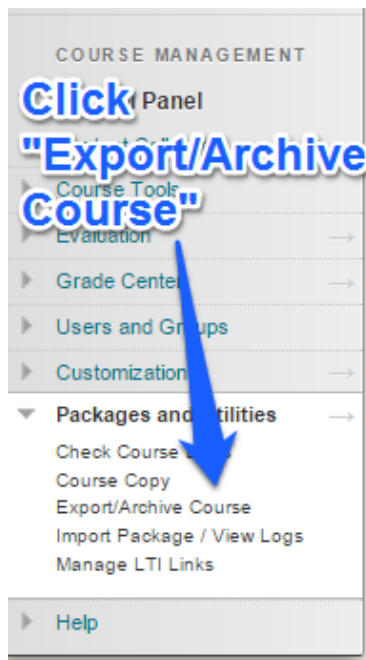 COURSE MANAGEMENT
Click
Panel
"Export/Archive
Course Tools
Course"
Evaluation
Grade Center
Users and Groups
Customization
Packages and Utilities
Check Course
Course Copy
Export/Archive Course
Import Package / View Logs
Manage LTI Links
Help